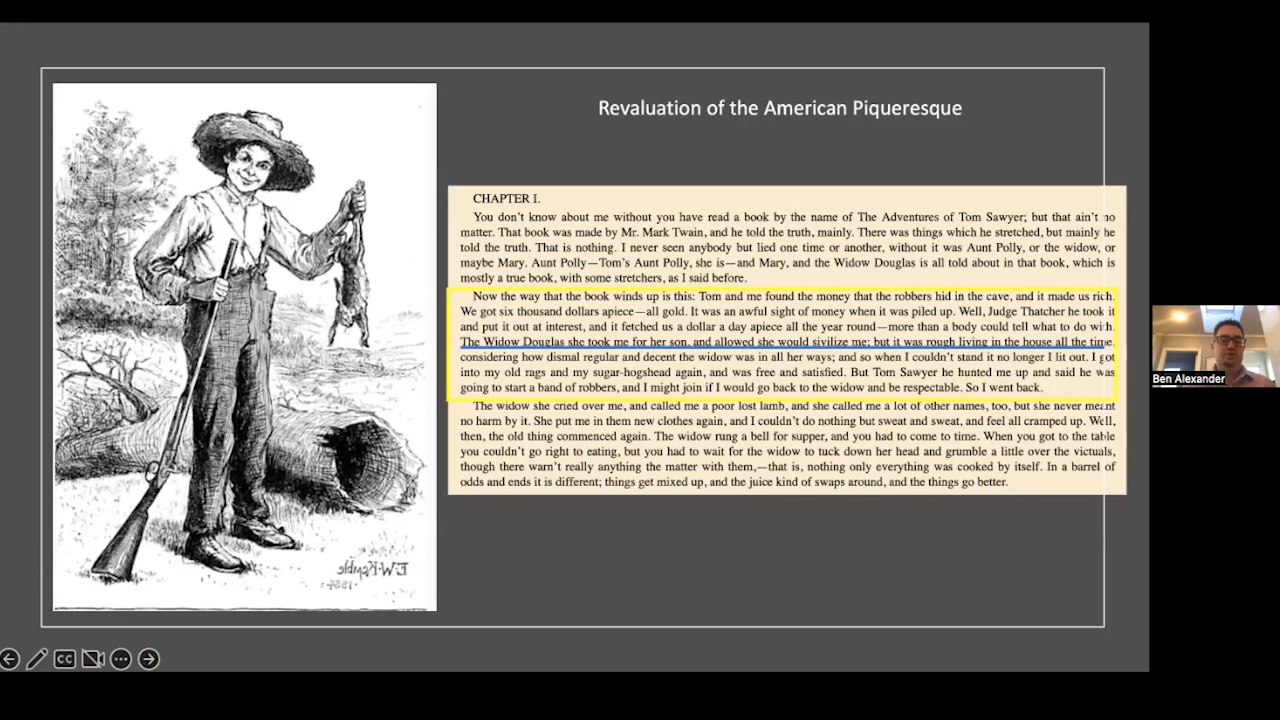 Revaluation of the American Piqueresque
CHAPTER I.
You don't know about me without you have read a book by the name of The Adventures of Tom Sawyer; but that ain't no
matter. That book was made by Mr. Mark Twain, and he told the truth, mainly. There was things which he stretched, but mainly he
told the truth. That is nothing. I never seen anybody but lied one time or another, without it was Aunt Polly, or the widow, or
maybe Mary. Aunt Polly—Tom's Aunt Polly, she is—and Mary, and the Widow Douglas is all told about in that book, which is
mostly a true book, with some stretchers, as I said before.
Now the way that the book winds up is this: Tom and me found the money that the robbers hid in the cave, and it made us rich.
We got six thousand dollars apiece—all gold. It was an awful sight of money when it was piled up. Well, Judge Thatcher he took it
and put it out at interest, and it fetched us a dollar a day apiece all the year round—more than a body could tell what to do with.
The Widow Douglas she took me for her son, and allowed she would sivilize me; but it was rough living in the house all the time,
considering how dismal regular and decent the widow was in all her ways; and so when I couldn't stand it no longer I lit out. I got
into my old rags and my sugar-hogshead again, and was free and satisfied. But Tom Sawyer he hunted me up and said he was
going to start a band of robbers, and I might join if I would go back to the widow and be respectable. So I went back.
The widow she cried over me, and called me a poor lost lamb, and she called me a lot of other names, too, but she never meant
no harm by it. She put me in them new clothes again, and I couldn't do nothing but sweat and sweat, and feel all cramped up. Well,
then, the old thing commenced again. The widow rung a bell for supper, and you had to come to time. When you got to the table
you couldn't go right to eating, but you had to wait for the widow to tuck down her head and grumble a little over the victuals,
though there warn't really anything the matter with them,—that is, nothing only everything was cooked by itself. In a barrel of
odds and ends it is different; things get mixed up, and the juice kind of swaps around, and the things go better.
E·W·Kemble
·1884·
CC
Ben Alexander